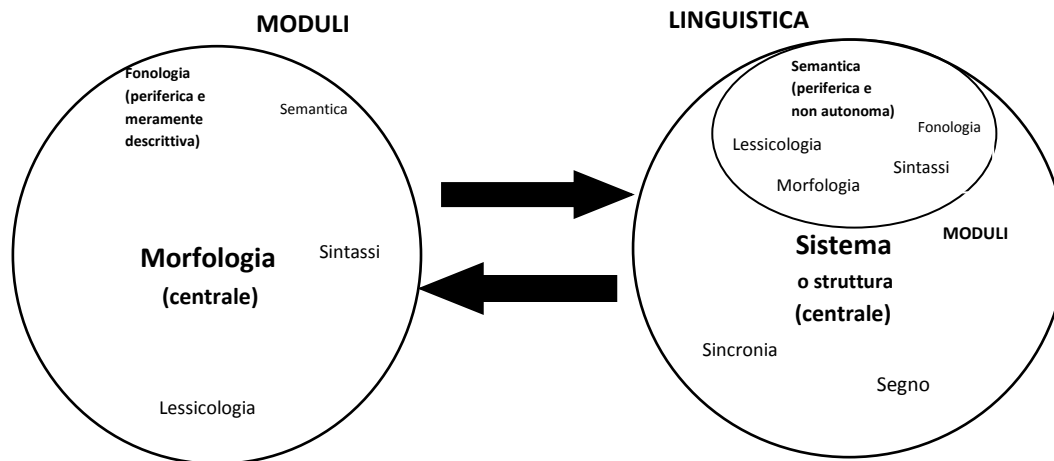 MODULI
Fonologia
(periferica e
meramente
descrittiva)
Semantica
Morfologia
(centrale)
Sintassi
Lessicologia
LINGUISTICA
Semantica
(periferica e
non autonoma)
Fonologia
Lessicologia
Sintassi
Morfologia
MODULI
Sistema
o struttura
(centrale)
Sincronia
Segno